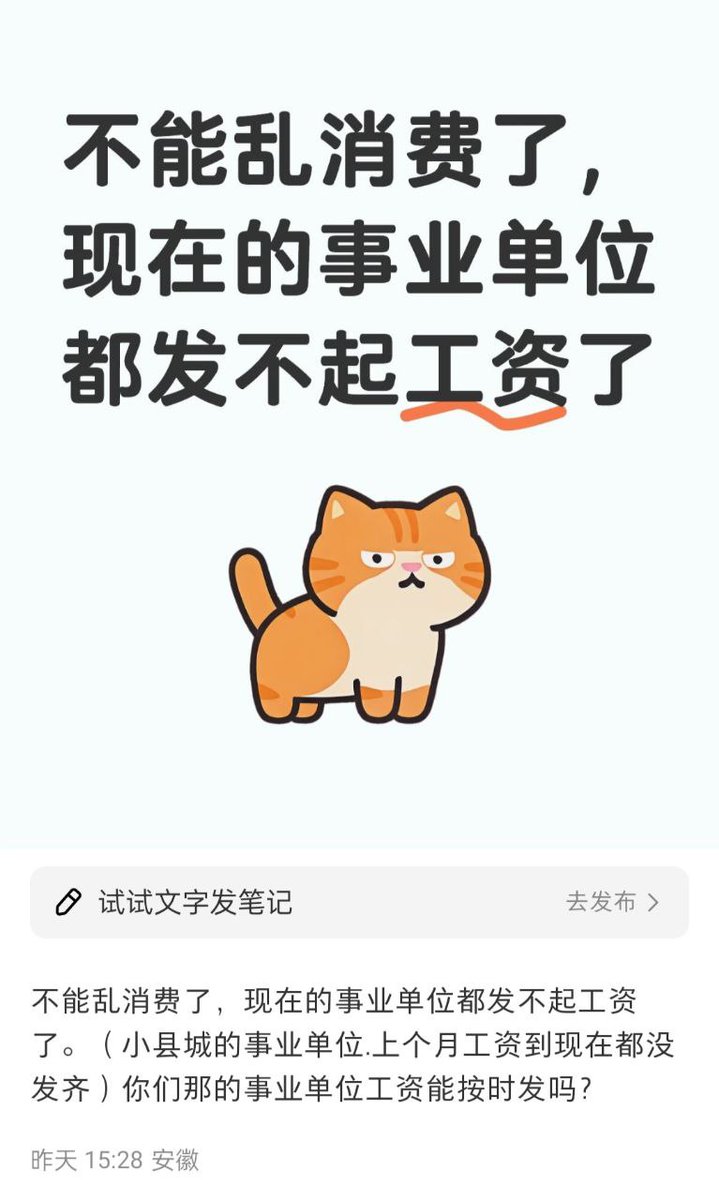 不能乱消费了，
现在的事业单位
都发不起工资了
试试文字发笔记
去发布
不能乱消费了，现在的事业单位都发不起工资
了。（小县城的事业单位.上个月工资到现在都没
发齐）你们那的事业单位工资能按时发吗？
昨天 15:28 安徽